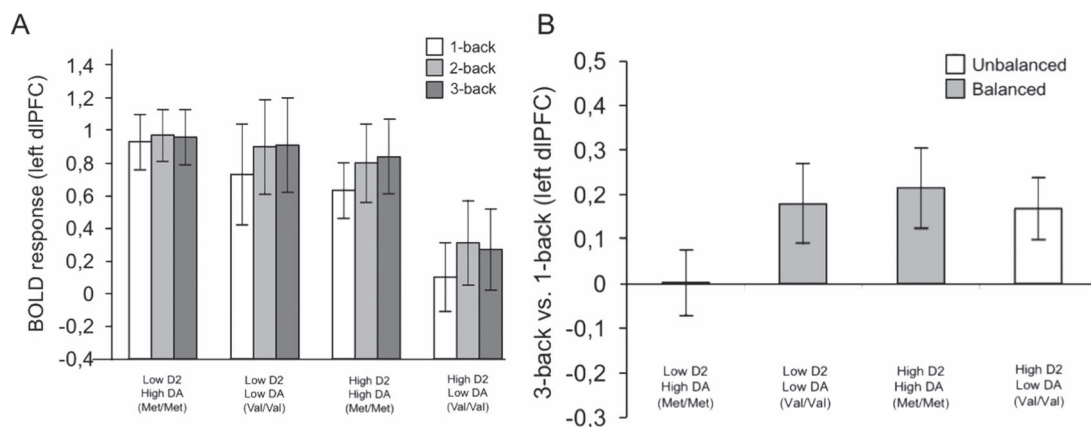 A
BOLD response (left dlPFC)
1,4
1,2
1
0,8
0,6
0,4
0,2
0
-0,2
-0,4
1-back
2-back
3-back
Low D2
High DA
(Met/Met)
Low D2
Low DA
(Val/Val)
High D2
High DA
(Met/Met)
High D2
Low DA
(Val/Val)
B
3-back vs. 1-back (left dlPFC)
0,5
0,4
0,3
0,2
0,1
0
-0,1
-0,2
-0,3
Unbalanced
Balanced
Low D2
High DA
(Met/Met)
Low D2
Low DA
(Val/Val)
High D2
High DA
(Met/Met)
High D2
Low DA
(Val/Val)